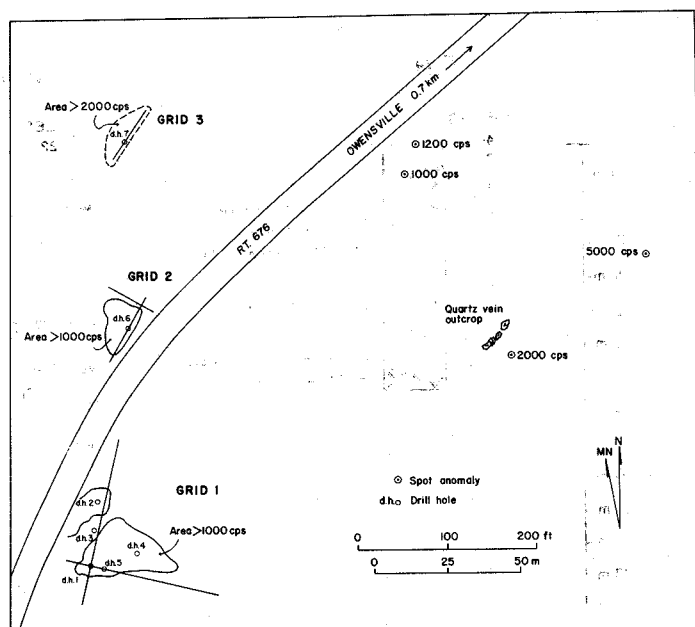 OWENSVILLE 0.7 km
RT. 676
Area > 2000 cps
d.h.7
GRID 3
1200 cps
1000 cps
5000 cps
GRID 2
d.h.6
Area >1000 cps
Quartz vein
outcrop
2000 cps
MN N
GRID 1
d.h.2
d.h.3
d.h.4
Area>1000 cps
d.h.1
d.h.5
Spot anomaly
d.h. Drill hole
0 100 200 ft
0 25 50 m